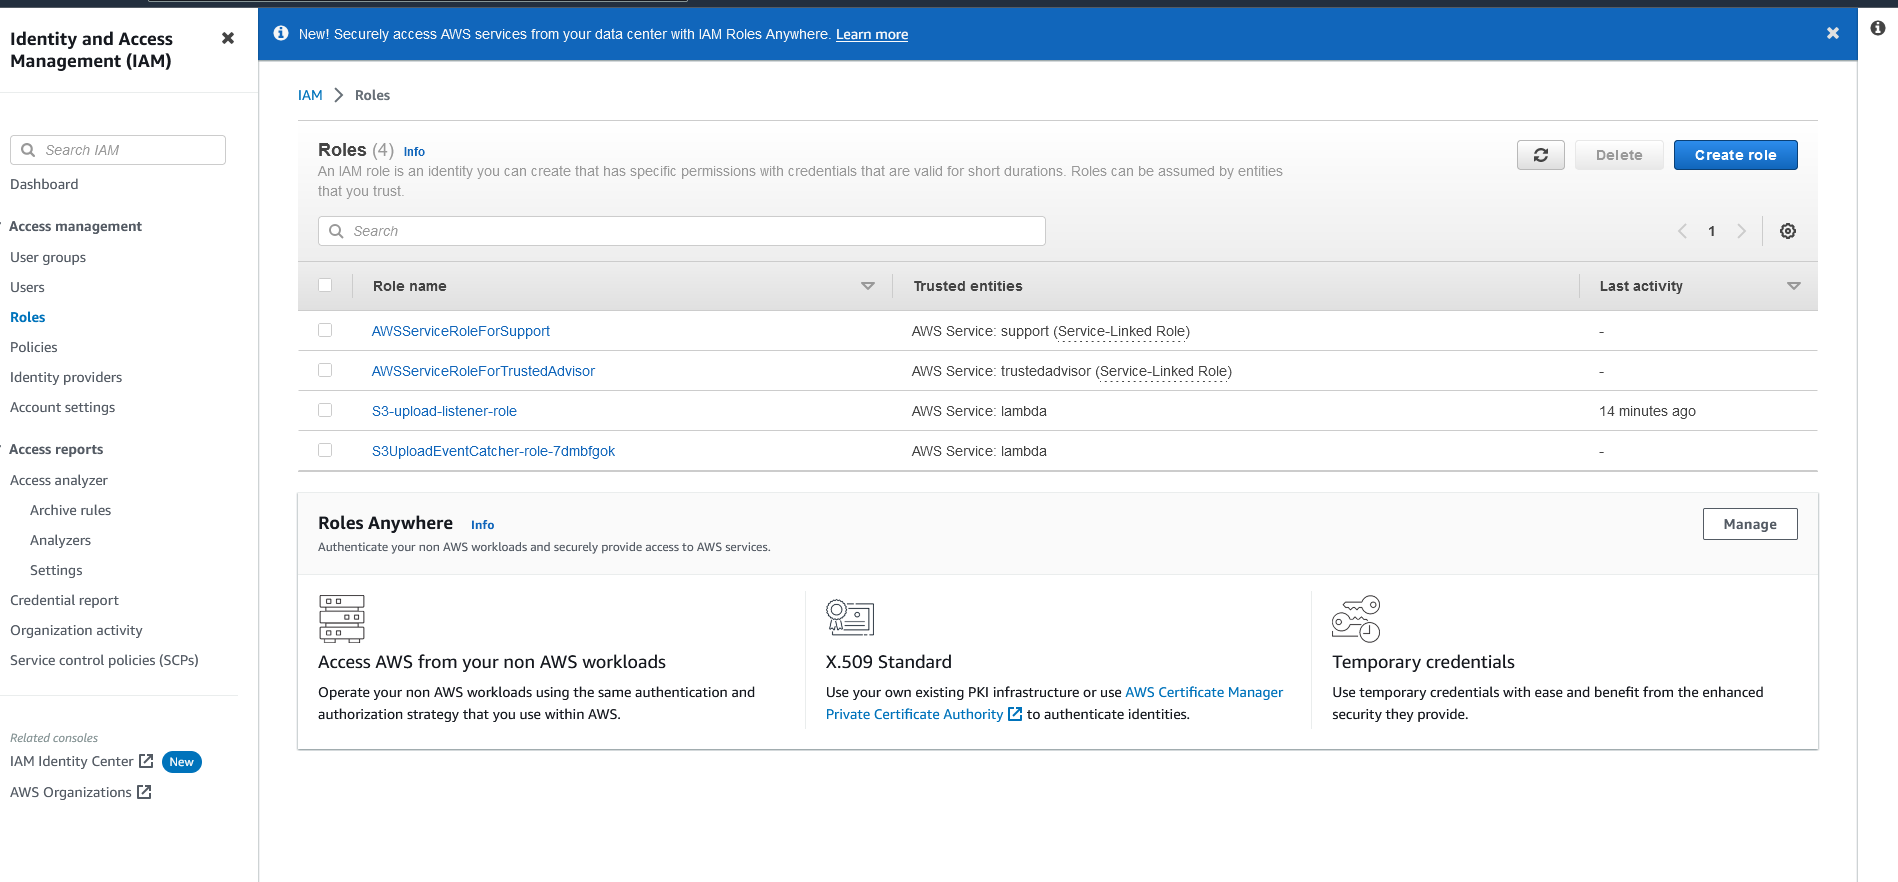 Identity and Access
Management (IAM)
Search IAM
Dashboard
Access management
User groups
Users
Roles
Policies
Identity providers
Account settings
Access reports
Access analyzer
Archive rules
Analyzers
Settings
Credential report
Organization activity
Service control policies (SCPs)
Related consoles
IAM Identity Center New
AWS Organizations
New! Securely access AWS services from your data center with IAM Roles Anywhere. Learn more
IAM > Roles
Roles (4) Info
An IAM role is an identity you can create that has specific permissions with credentials that are valid for short durations. Roles can be assumed by entities
that you trust.
Delete
Create role
Search
1
Role name Trusted entities Last activity
AWSServiceRoleForSupport AWS Service: support (Service-Linked Role) -
AWSServiceRoleForTrustedAdvisor AWS Service: trustedadvisor (Service-Linked Role) -
S3-upload-listener-role AWS Service: lambda 14 minutes ago
S3UploadEventCatcher-role-7dmbfgok AWS Service: lambda -
Roles Anywhere Info
Authenticate your non AWS workloads and securely provide access to AWS services.
Manage
Access AWS from your non AWS workloads
Operate your non AWS workloads using the same authentication and
authorization strategy that you use within AWS.
X.509 Standard
Use your own existing PKI infrastructure or use AWS Certificate Manager
Private Certificate Authority to authenticate identities.
Temporary credentials
Use temporary credentials with ease and benefit from the enhanced
security they provide.